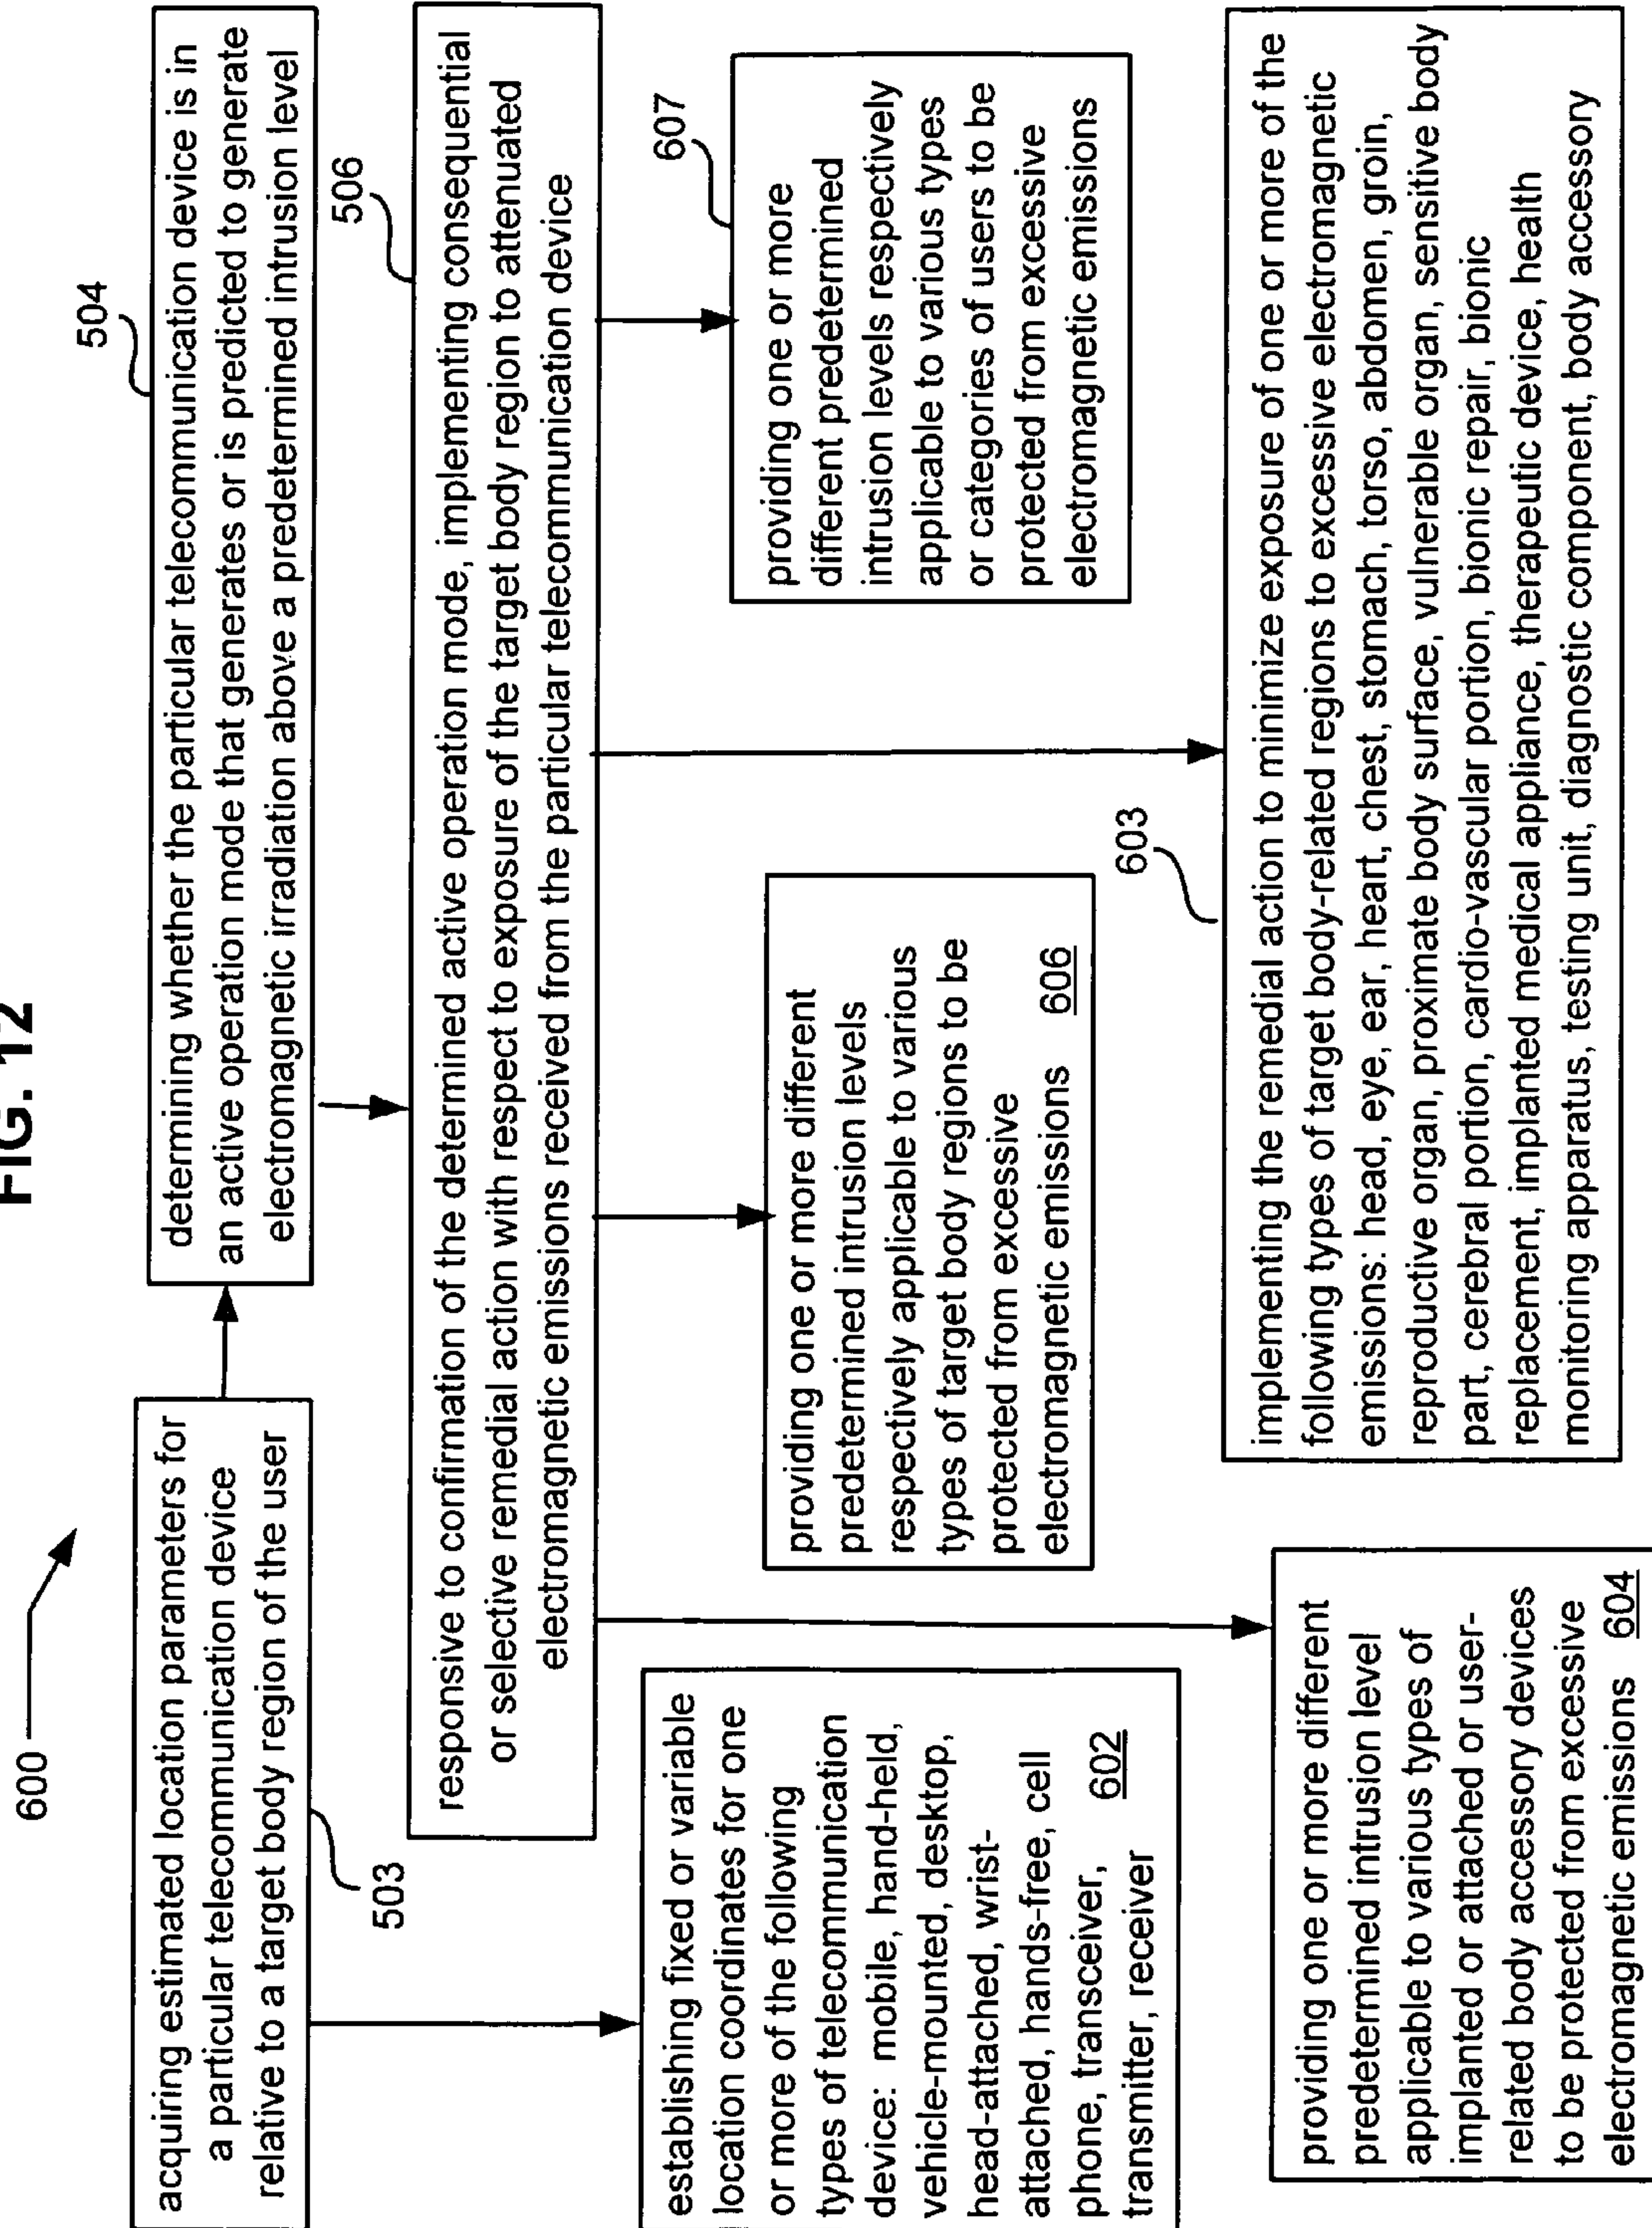 FIG. 12
600
acquiring estimated location parameters for
a particular telecommunication device
relative to a target body region of the user
503
determining whether the particular telecommunication device is in
an active operation mode that generates or is predicted to generate
electromagnetic irradiation above a predetermined intrusion level
504
responsive to confirmation of the determined active operation mode, implementing consequential
or selective remedial action with respect to exposure of the target body region to attenuated
electromagnetic emissions received from the particular telecommunication device
506
establishing fixed or variable
location coordinates for one
or more of the following
types of telecommunication
device: mobile, hand-held,
vehicle-mounted, desktop,
head-attached, wrist-
attached, hands-free, cell
phone, transceiver,
transmitter, receiver
602
providing one or more different
predetermined intrusion levels
respectively applicable to various
types of target body regions to be
protected from excessive
electromagnetic emissions 606
providing one or more
different predetermined
intrusion levels respectively
applicable to various types
or categories of users to be
protected from excessive
electromagnetic emissions
607
providing one or more different
predetermined intrusion level
applicable to various types of
implanted or attached or user-
related body accessory devices
to be protected from excessive
electromagnetic emissions 604
603
implementing the remedial action to minimize exposure of one or more of the
following types of target body-related regions to excessive electromagnetic
emissions: head, eye, ear, heart, chest, stomach, torso, abdomen, groin,
reproductive organ, proximate body surface, vulnerable organ, sensitive body
part, cerebral portion, cardio-vascular portion, bionic repair, bionic
replacement, implanted medical appliance, therapeutic device, health
monitoring apparatus, testing unit, diagnostic component, body accessory